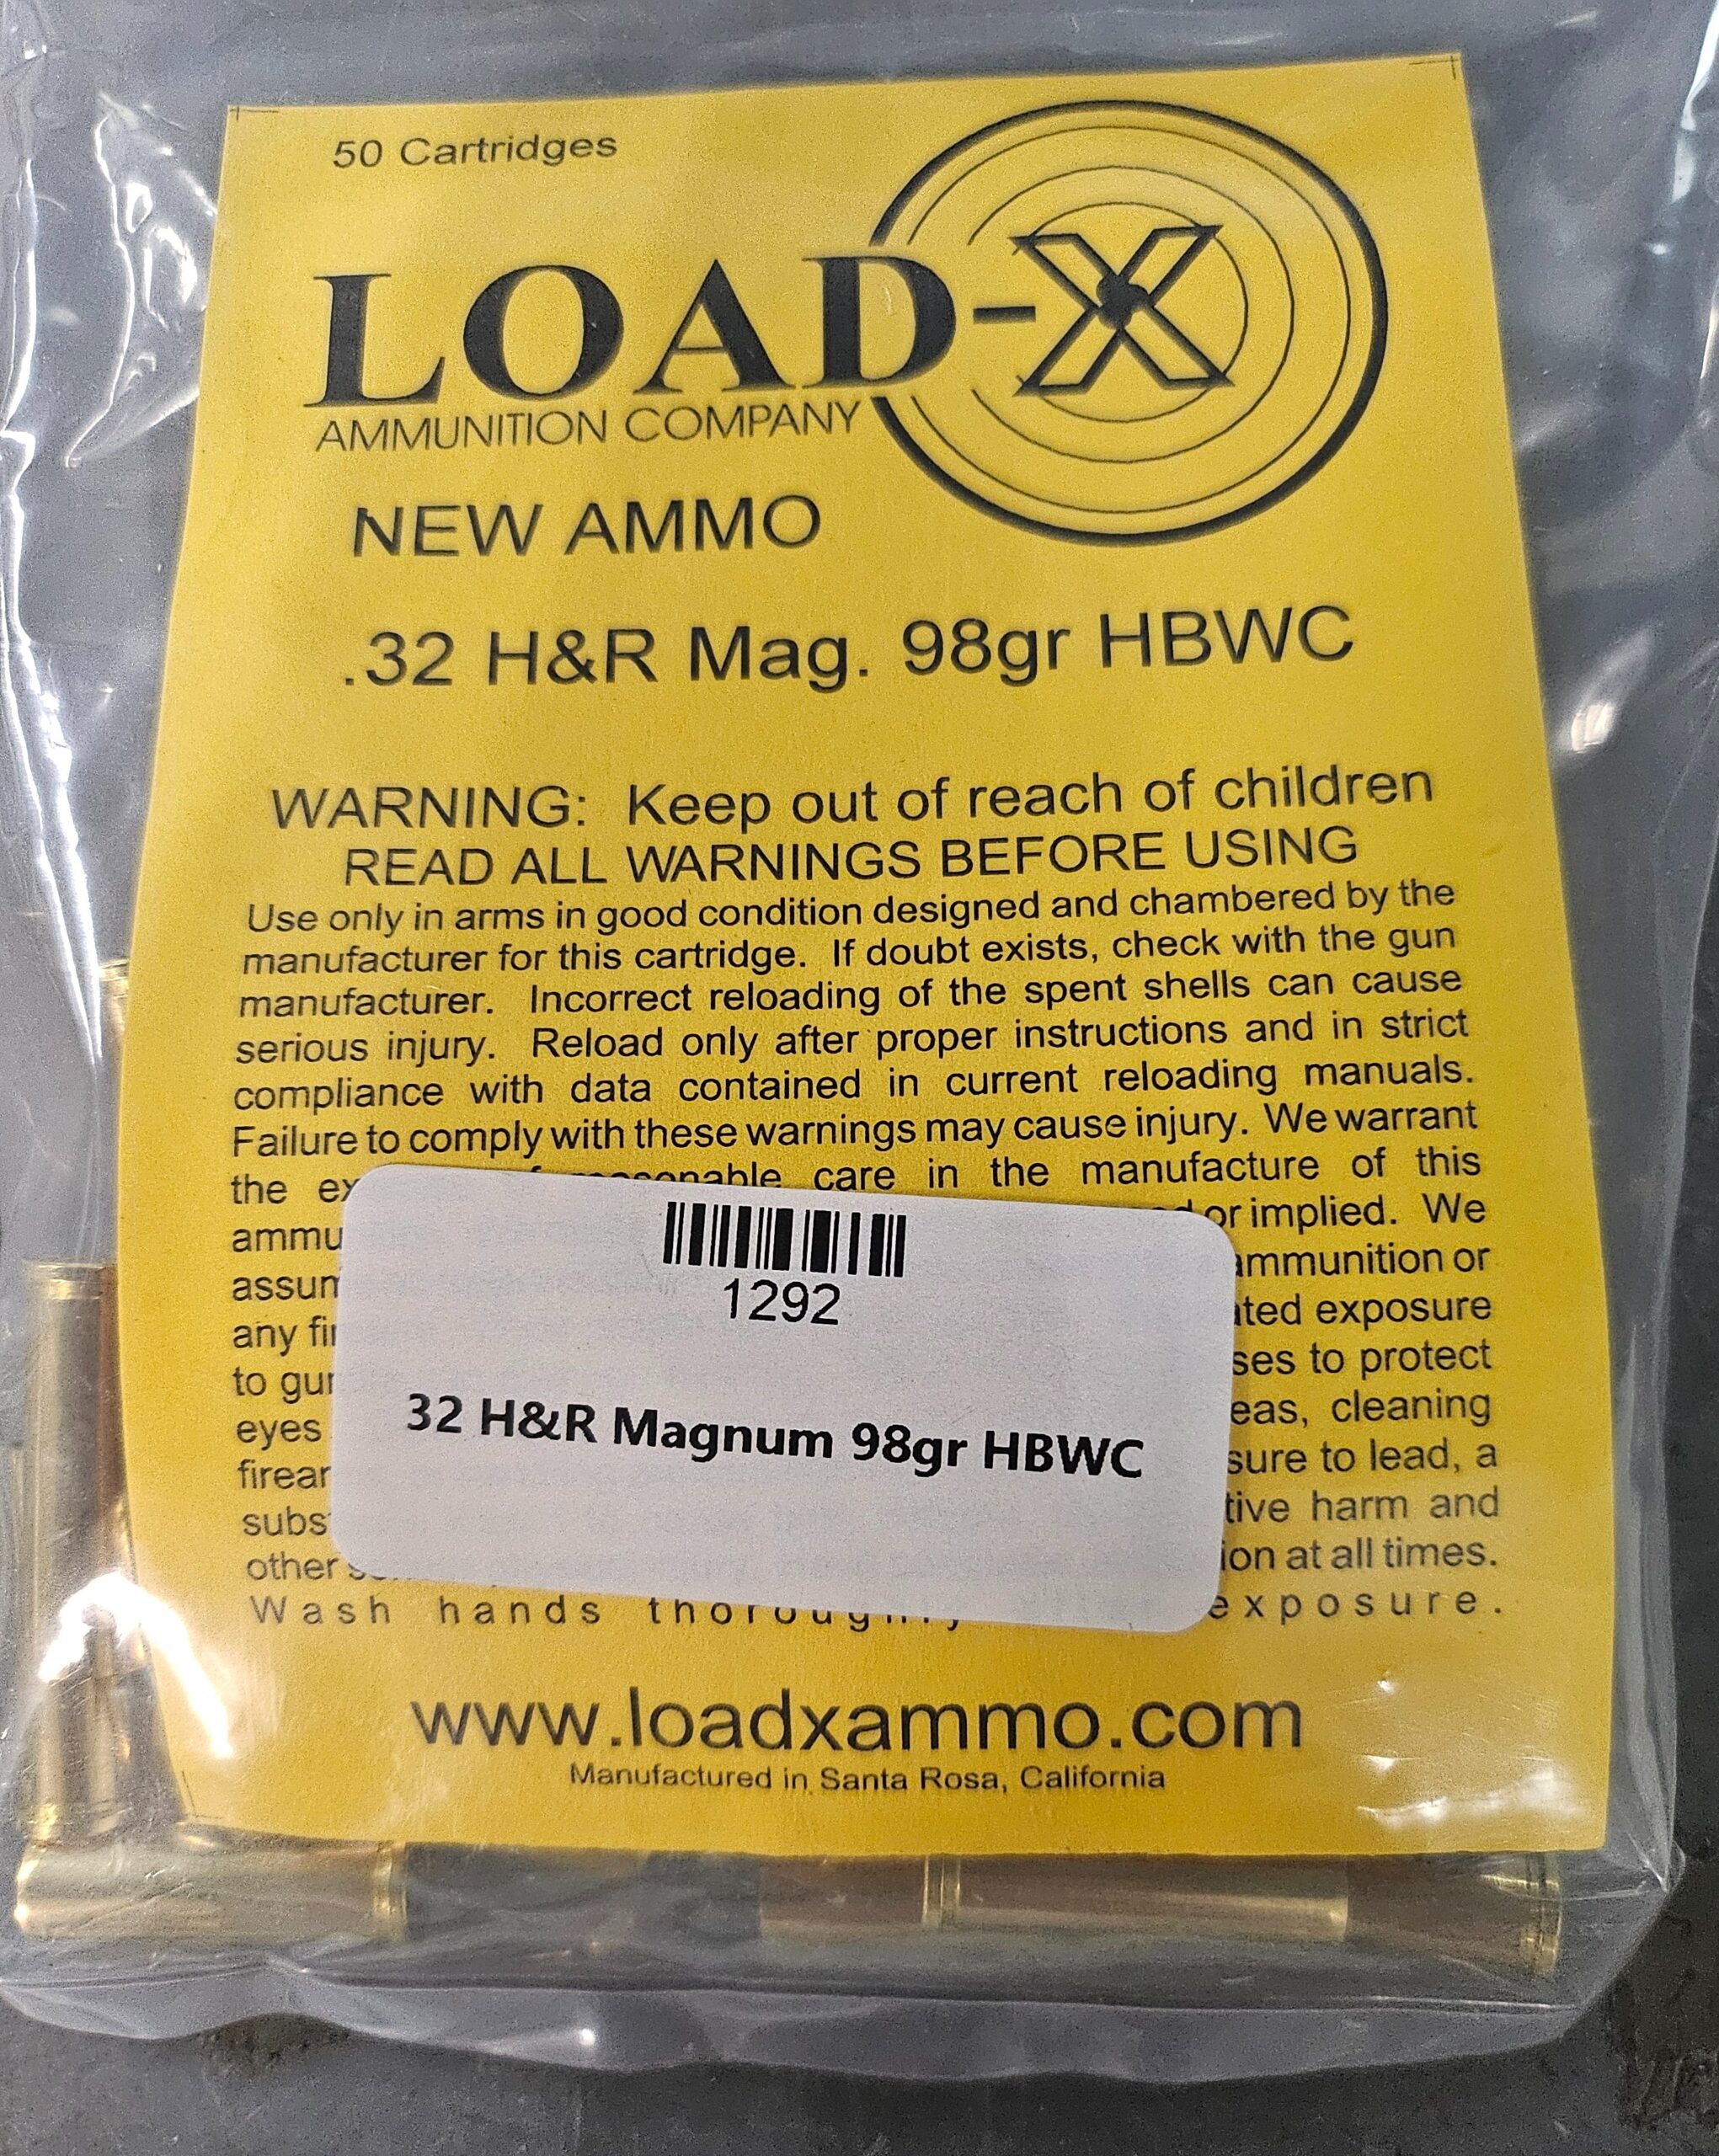 50 Cartridges
LOAD-X
AMMUNITION COMPANY
NEW AMMO
.32 H&R Mag. 98gr HBWC
WARNING: Keep out of reach of children
READ ALL WARNINGS BEFORE USING
Use only in arms in good condition designed and chambered by the
manufacturer for this cartridge. If doubt exists, check with the gun
manufacturer. Incorrect reloading of the spent shells can cause
serious injury. Reload only after proper instructions and in strict
compliance with data contained in current reloading manuals.
Failure to comply with these warnings may cause injury. We warrant
the reasonable care in the manufacture of this
or implied. We
ammunition or
any exposure
to to protect
eyes cleaning
to lead, a
harm and
other at all times.
Wash hands thoroughly exposure.
1292
32 H&R Magnum 98gr HBWC
www.loadxammo.com
Manufactured in Santa Rosa, California